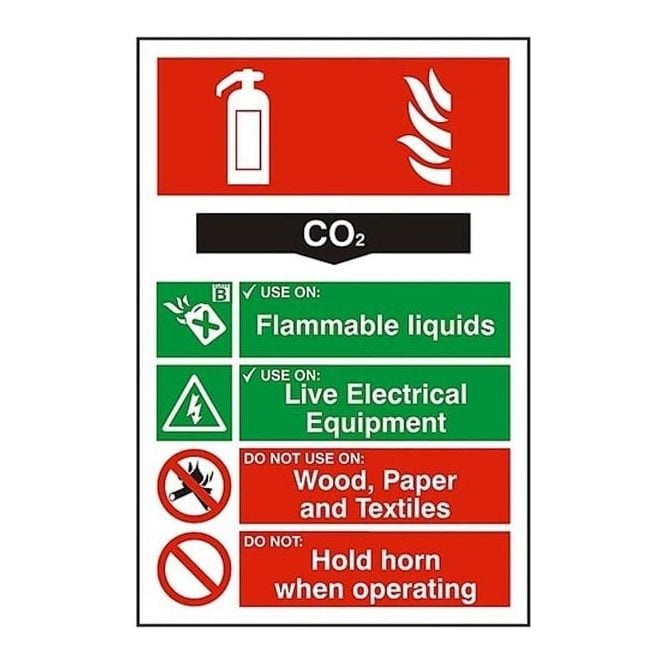 CO₂
B
✓ USE ON:
Flammable liquids
✓ USE ON:
Live Electrical
Equipment
DO NOT USE ON:
Wood, Paper
and Textiles
DO NOT:
Hold horn
when operating